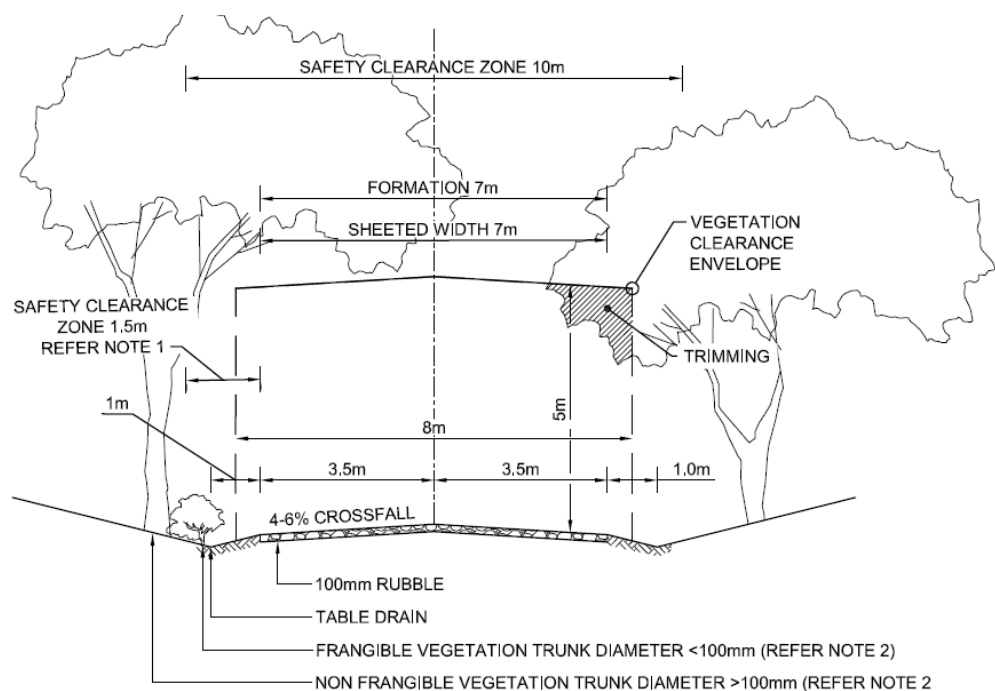 SAFETY CLEARANCE ZONE 10m
FORMATION 7m
SHEETED WIDTH 7m
VEGETATION
CLEARANCE
ENVELOPE
SAFETY CLEARANCE
ZONE 1.5m
REFER NOTE 1
TRIMMING
1m
5m
8m
3.5m
3.5m
1.0m
4-6% CROSSFALL
100mm RUBBLE
TABLE DRAIN
FRANGIBLE VEGETATION TRUNK DIAMETER <100mm (REFER NOTE 2)
NON FRANGIBLE VEGETATION TRUNK DIAMETER >100mm (REFER NOTE 2